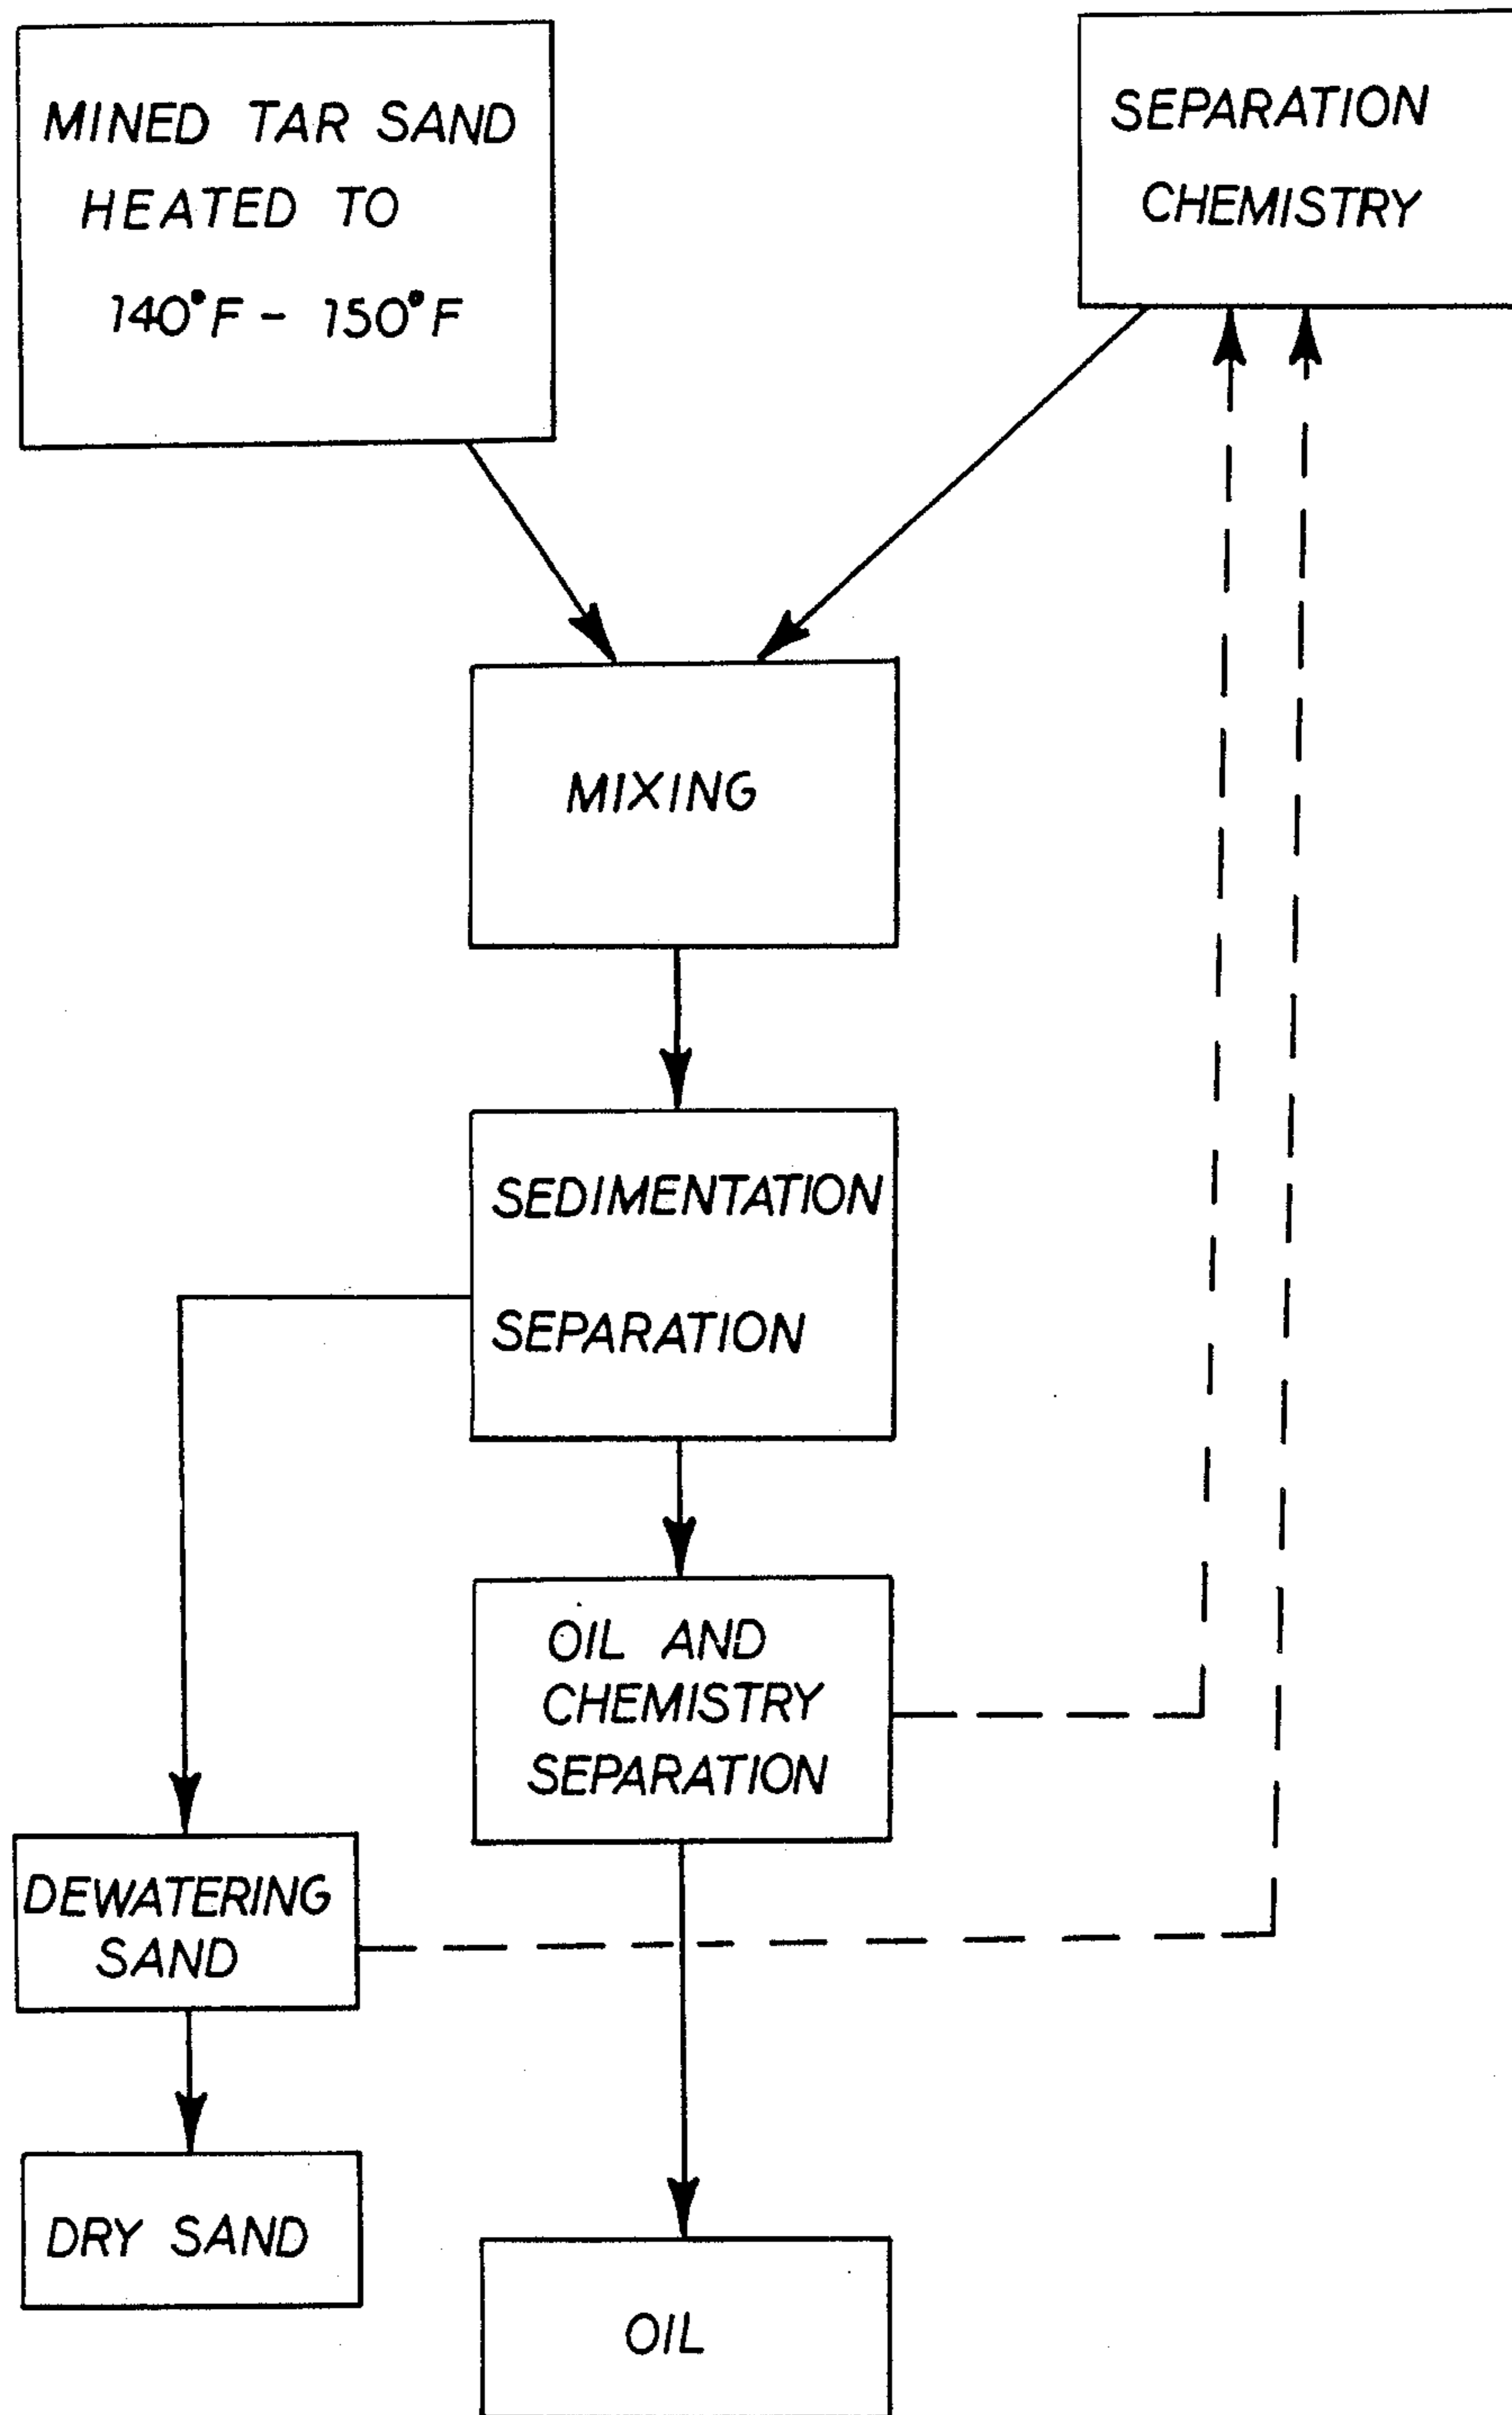 MINED TAR SAND
HEATED TO
140°F - 150°F
SEPARATION
CHEMISTRY
MIXING
SEDIMENTATION
SEPARATION
OIL AND
CHEMISTRY
SEPARATION
DEWATERING
SAND
DRY SAND
OIL